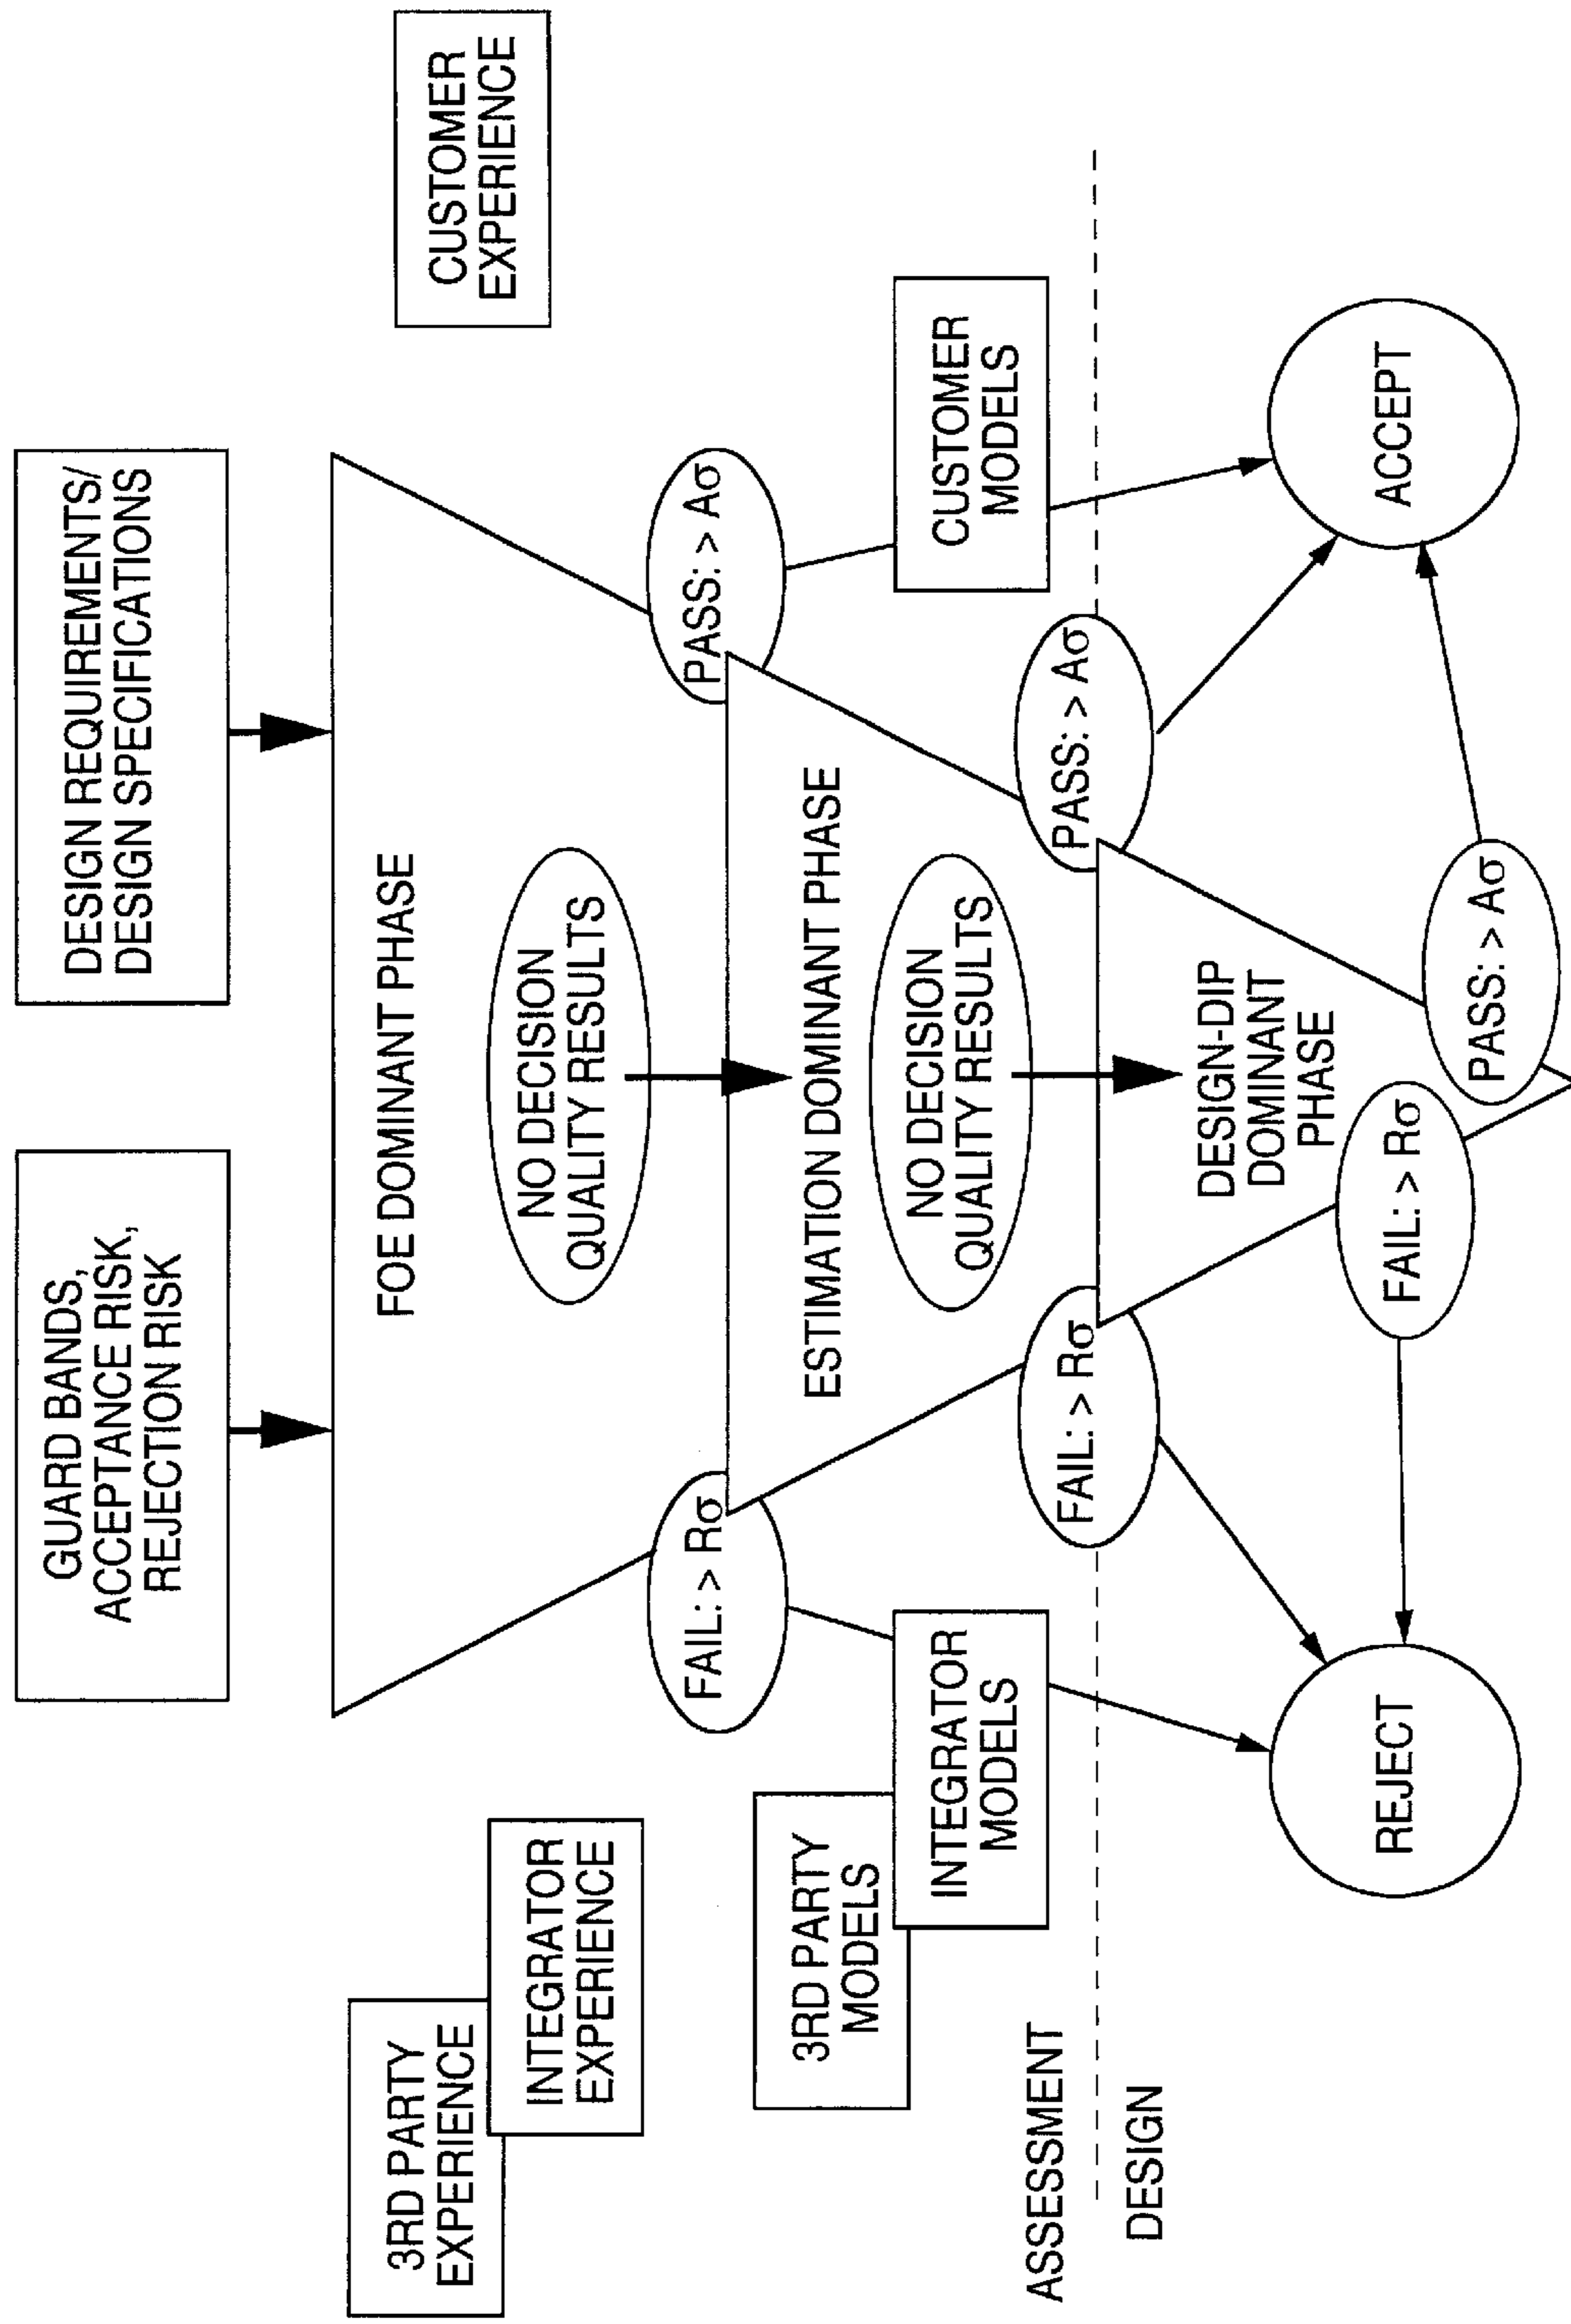 GUARD BANDS,
ACCEPTANCE RISK,
REJECTION RISK
DESIGN REQUIREMENTS/
DESIGN SPECIFICATIONS
3RD PARTY
EXPERIENCE
INTEGRATOR
EXPERIENCE
FOE DOMINANT PHASE
CUSTOMER
EXPERIENCE
NO DECISION
QUALITY RESULTS
FAIL: > Rσ
PASS: > Aσ
3RD PARTY
MODELS
INTEGRATOR
MODELS
ESTIMATION DOMINANT PHASE
CUSTOMER
MODELS
NO DECISION
QUALITY RESULTS
FAIL: > Rσ
PASS: > Aσ
ASSESSMENT
DESIGN
DESIGN-DIP
DOMINANT
PHASE
REJECT
FAIL: > Rσ
PASS: > Aσ
ACCEPT